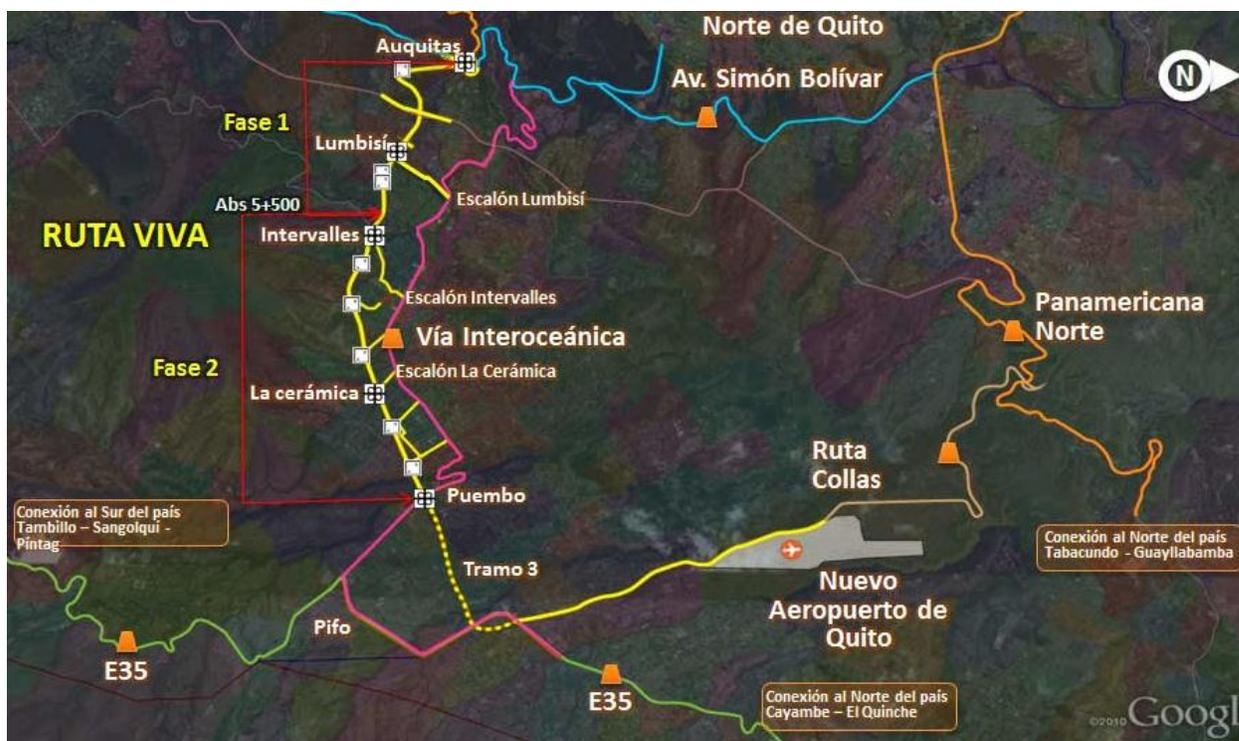 Norte de Quito
Auquitas
N
Av. Simón Bolívar
Fase 1
Lumbisí
Escalón Lumbisí
Abs 5+500
RUTA VIVA
Intervalles
Escalón Intervalles
Panamericana
Norte
Vía Interoceánica
Fase 2
Escalón La Cerámica
La cerámica
Ruta
Collas
Puembo
Conexión al Sur del país
Tambillo – Sangolquí -
Píntag
Conexión al Norte del país
Tabacundo - Guayllabamba
Tramo 3
Nuevo
Aeropuerto de
Quito
Pifo
E35
E35
Conexión al Norte del país
Cayambe – El Quinche
©2010 Googl